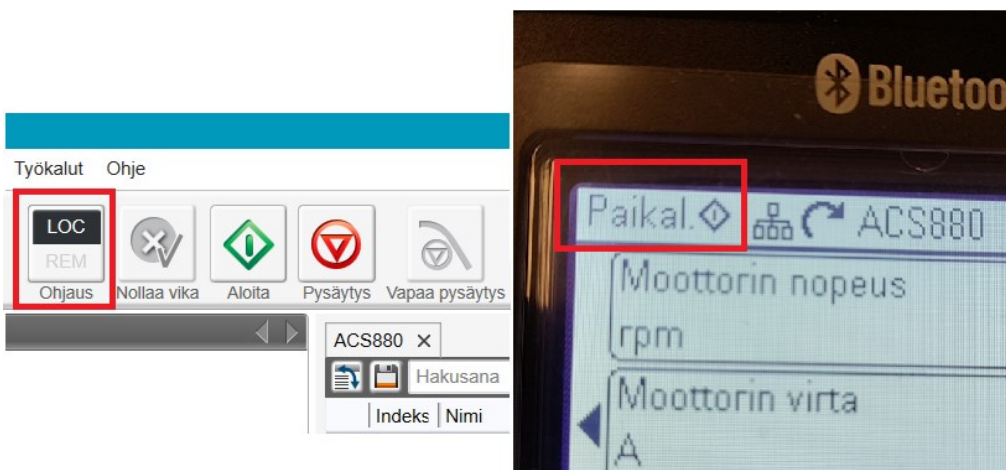 Työkalut Ohje
LOC
REM
Ohjaus Nollaa vika Aloita Pysäytys Vapaa pysäytys
ACS880
Hakusana
Indeks Nimi
Paikal. ACS880
Moottorin nopeus
rpm
Moottorin virta
A